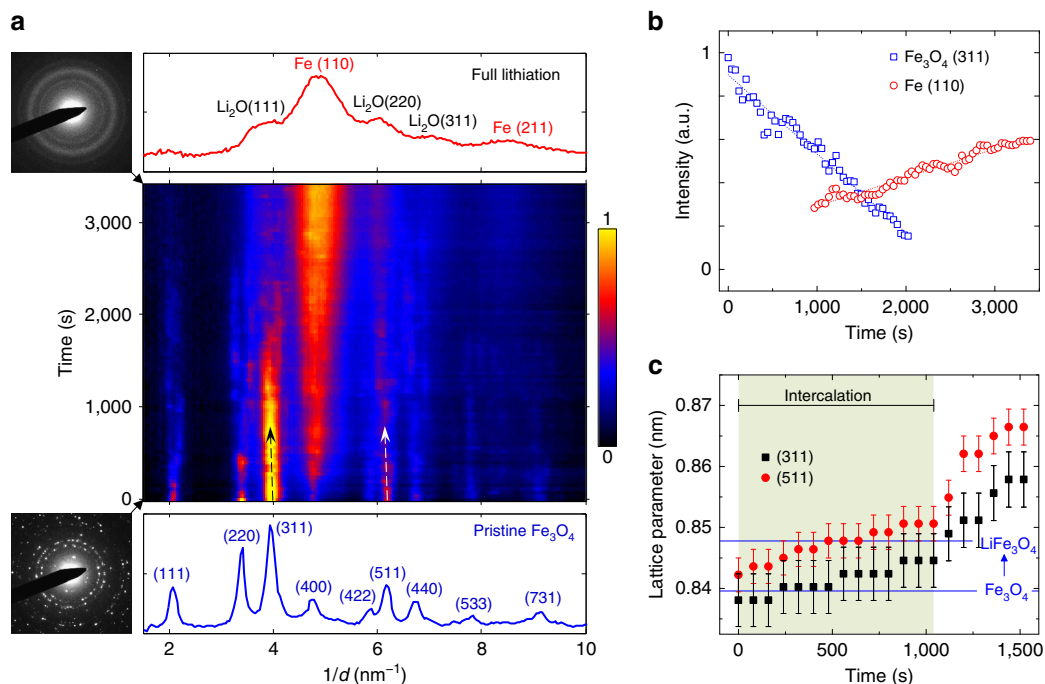 a
Full lithiation
Fe (110)
Li₂O(111)
Li₂O(220)
Li₂O(311)
Fe (211)
Time (s)
3,000
2,000
1,000
0
1
0
Pristine Fe₃O₄
(111)
(220)
(311)
(400)
(422)
(511)
(440)
(533)
(731)
2 4 6 8 10
1/d (nm⁻¹)
b
Intensity (a.u.)
1
0
Fe₃O₄ (311)
Fe (110)
0 1,000 2,000 3,000
Time (s)
c
Lattice parameter (nm)
0.87
0.86
0.85
0.84
Intercalation
(311)
(511)
LiFe₃O₄
Fe₃O₄
0 500 1,000 1,500
Time (s)